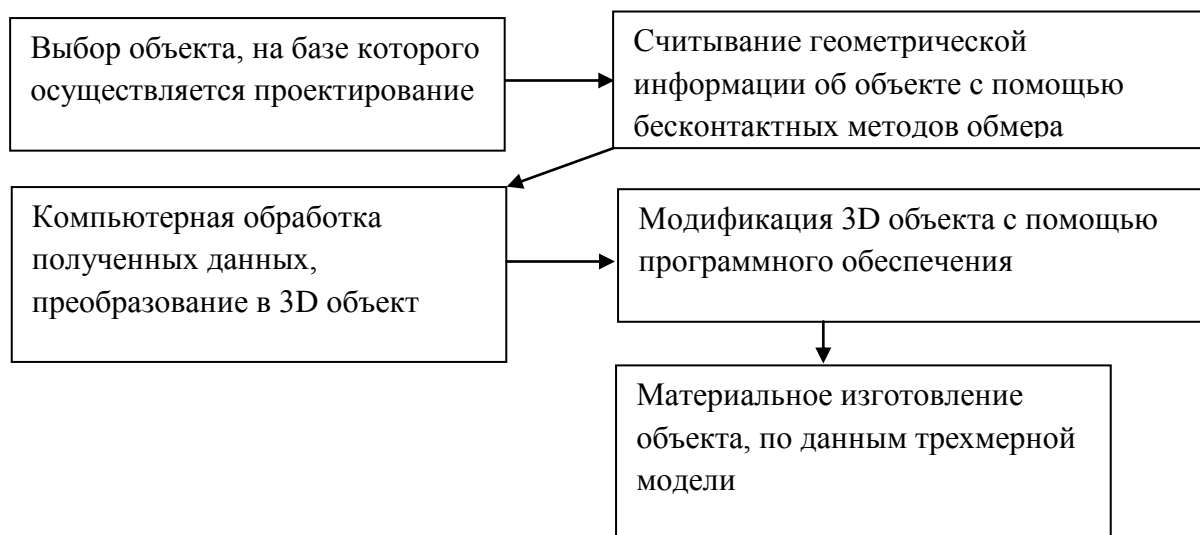 Выбор объекта, на базе которого
осуществляется проектирование
Считывание геометрической
информации об объекте с помощью
бесконтактных методов обмера
Компьютерная обработка
полученных данных,
преобразование в 3D объект
Модификация 3D объекта с помощью
программного обеспечения
Материальное изготовление
объекта, по данным трехмерной
модели